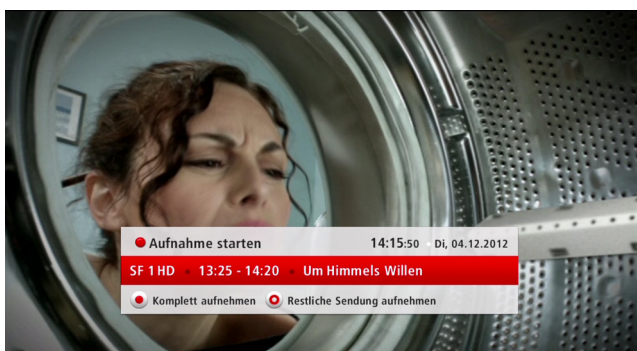 Aufnahme starten 14:15:50 Di, 04.12.2012
SF 1 HD 13:25 - 14:20 Um Himmels Willen
Komplett aufnehmen Restliche Sendung aufnehmen